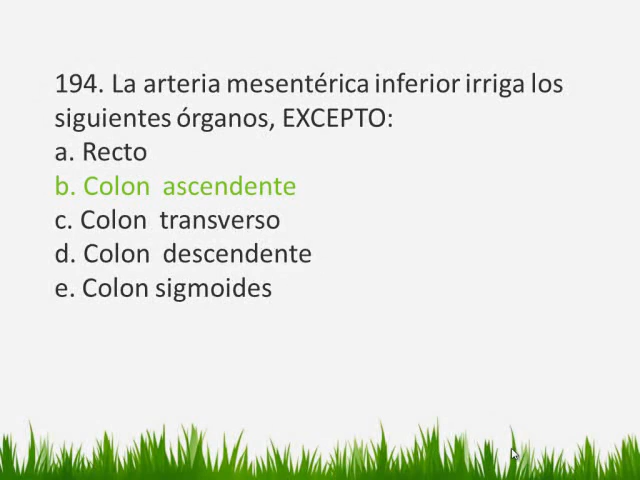 194. La arteria mesentérica inferior irriga los
siguientes órganos, EXCEPTO:
a. Recto
b. Colon ascendente
c. Colon transverso
d. Colon descendente
e. Colon sigmoides